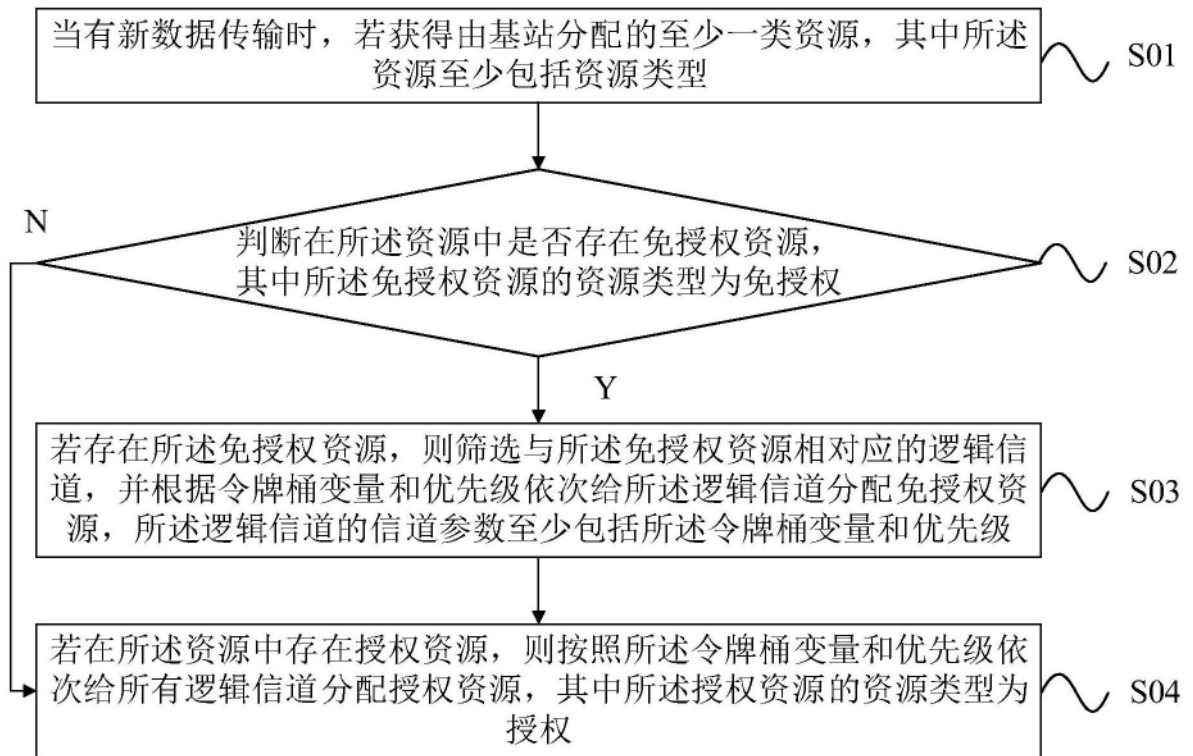 当有新数据传输时，若获得由基站分配的至少一类资源，其中所述
资源至少包括资源类型
S01
N
判断在所述资源中是否存在免授权资源，
其中所述免授权资源的资源类型为免授权
S02
Y
若存在所述免授权资源，则筛选与所述免授权资源相对应的逻辑信
道，并根据令牌桶变量和优先级依次给所述逻辑信道分配免授权资
源，所述逻辑信道的信道参数至少包括所述令牌桶变量和优先级
S03
若在所述资源中存在授权资源，则按照所述令牌桶变量和优先级依
次给所有逻辑信道分配授权资源，其中所述授权资源的资源类型为
授权
S04